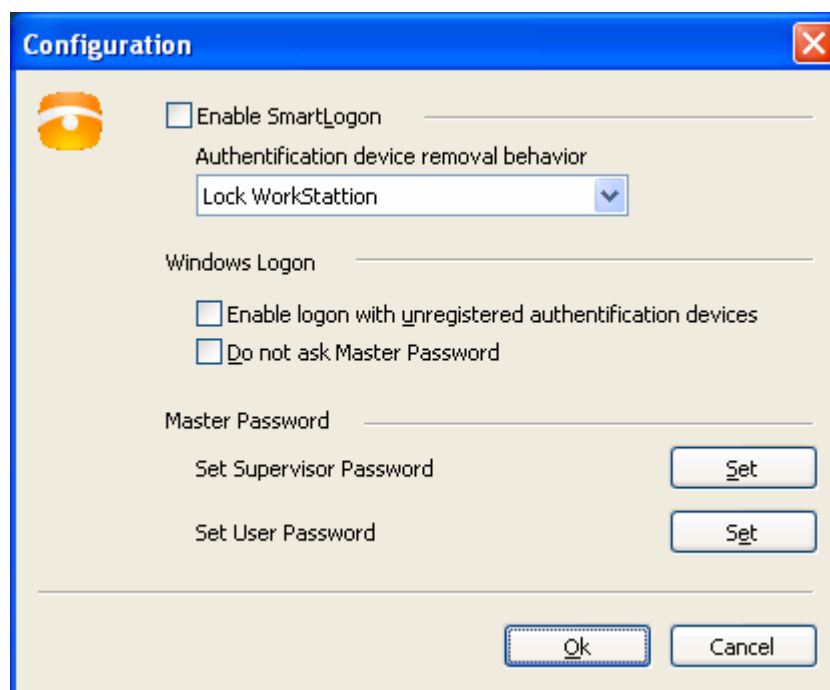 Configuration
Enable SmartLogon
Authentification device removal behavior
Lock WorkStattion
Windows Logon
Enable logon with unregistered authentification devices
Do not ask Master Password
Master Password
Set Supervisor Password
Set
Set User Password
Set
Ok
Cancel